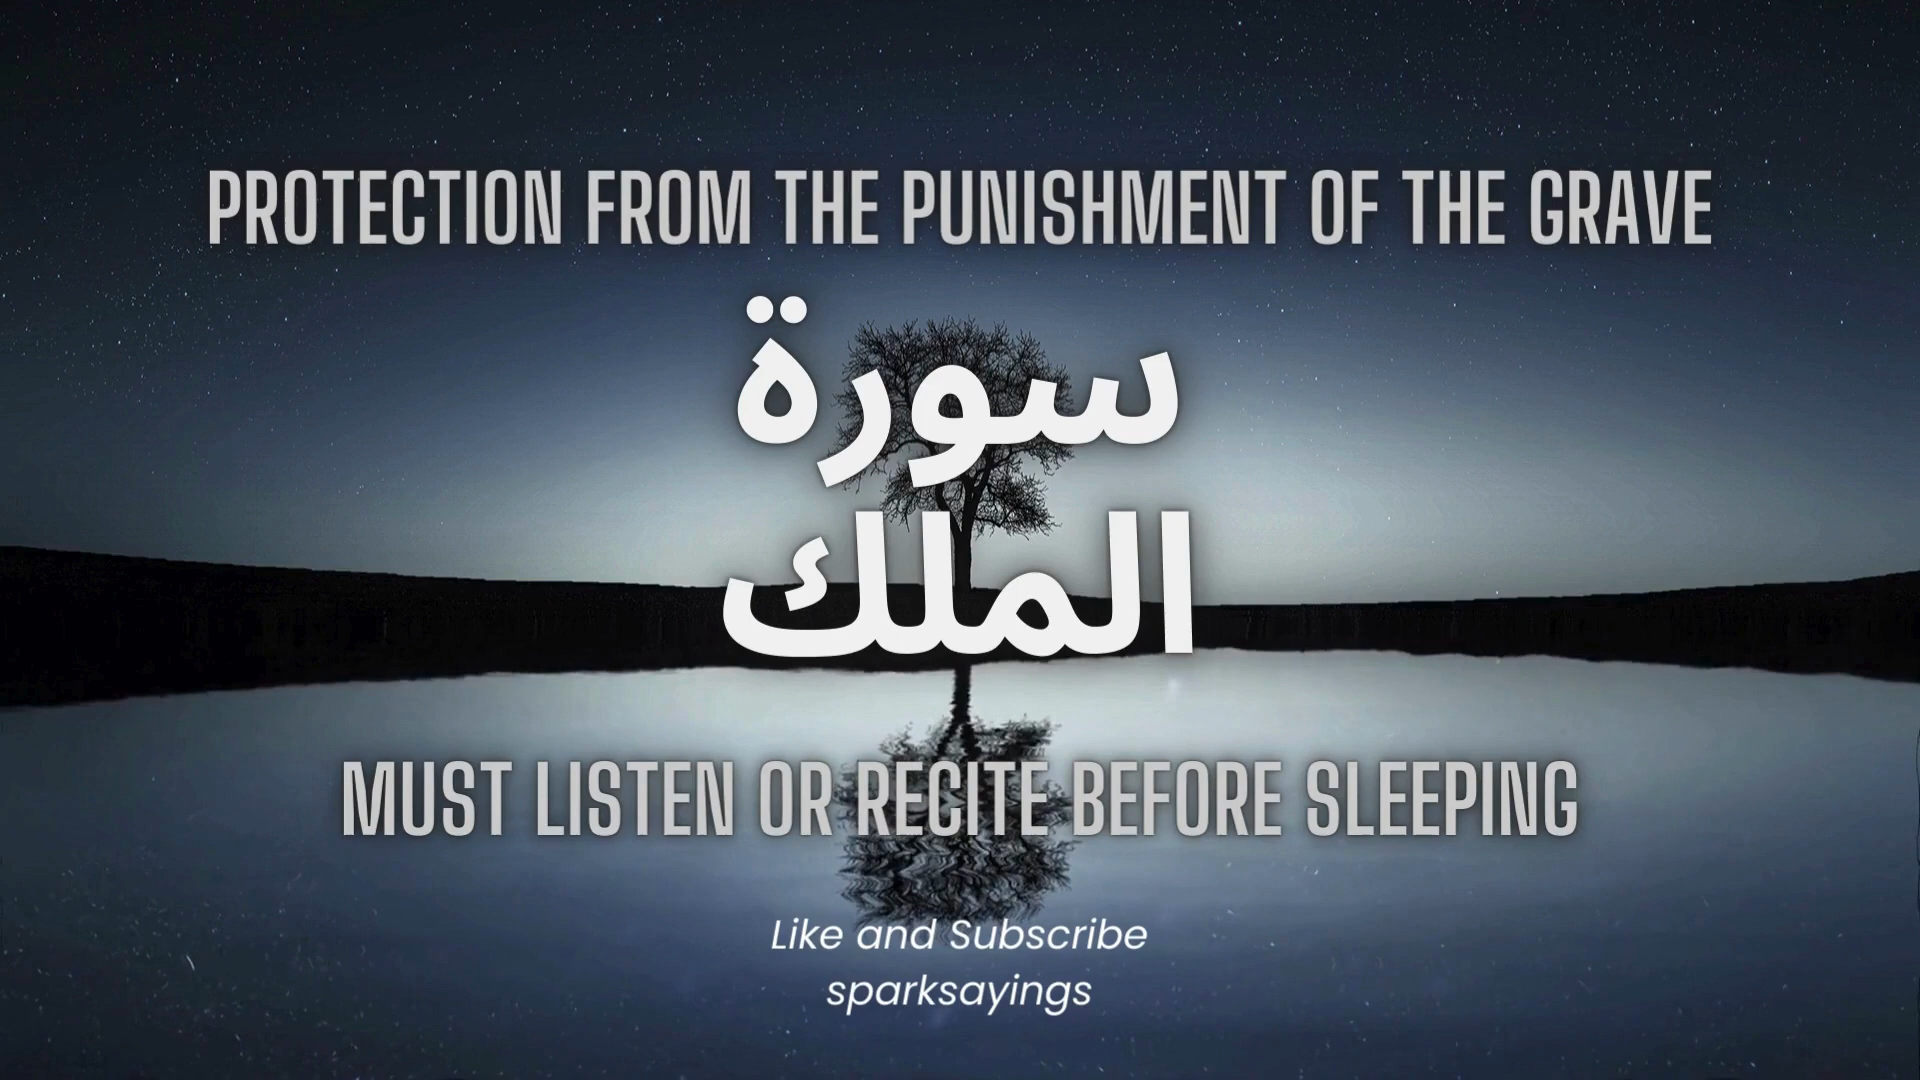 PROTECTION FROM THE PUNISHMENT OF THE GRAVE
سورة
الملك
MUST LISTEN OR RECITE BEFORE SLEEPING
Like and Subscribe
sparksayings